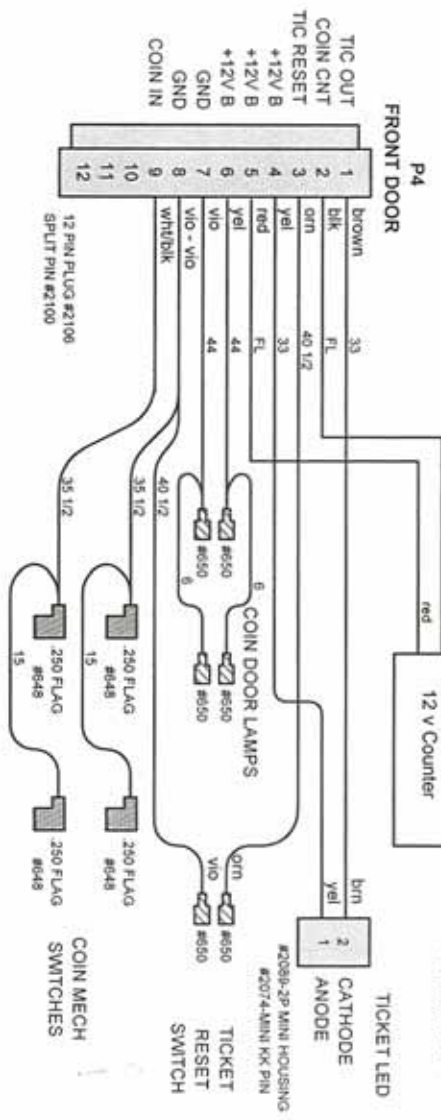 P4
FRONT DOOR
TIC OUT
COIN CNT
TIC RESET
+12V B
+12V B
+12V B
GND
GND
COIN IN
1
2
3
4
5
6
7
8
9
10
11
12
12 PIN PLUG #2106
SPLIT PIN #2100
brown
blk
orn
yel
red
yel
vio
vio - vio
wht/blk
33
FL
40 1/2
33
FL
44
44
40 1/2
35 1/2
35 1/2
red
12 v Counter
#650
#650
6
6
COIN DOOR LAMPS
#650
#650
.250 FLAG
#648
15
.250 FLAG
#648
15
.250 FLAG
#648
.250 FLAG
#648
COIN MECH
SWITCHES
orn
vio
#650
#650
TICKET
RESET
SWITCH
brn
yel
2
1
TICKET LED
CATHODE
ANODE
#2089-2P MINI HOUSING
#2074-MINI KK PIN